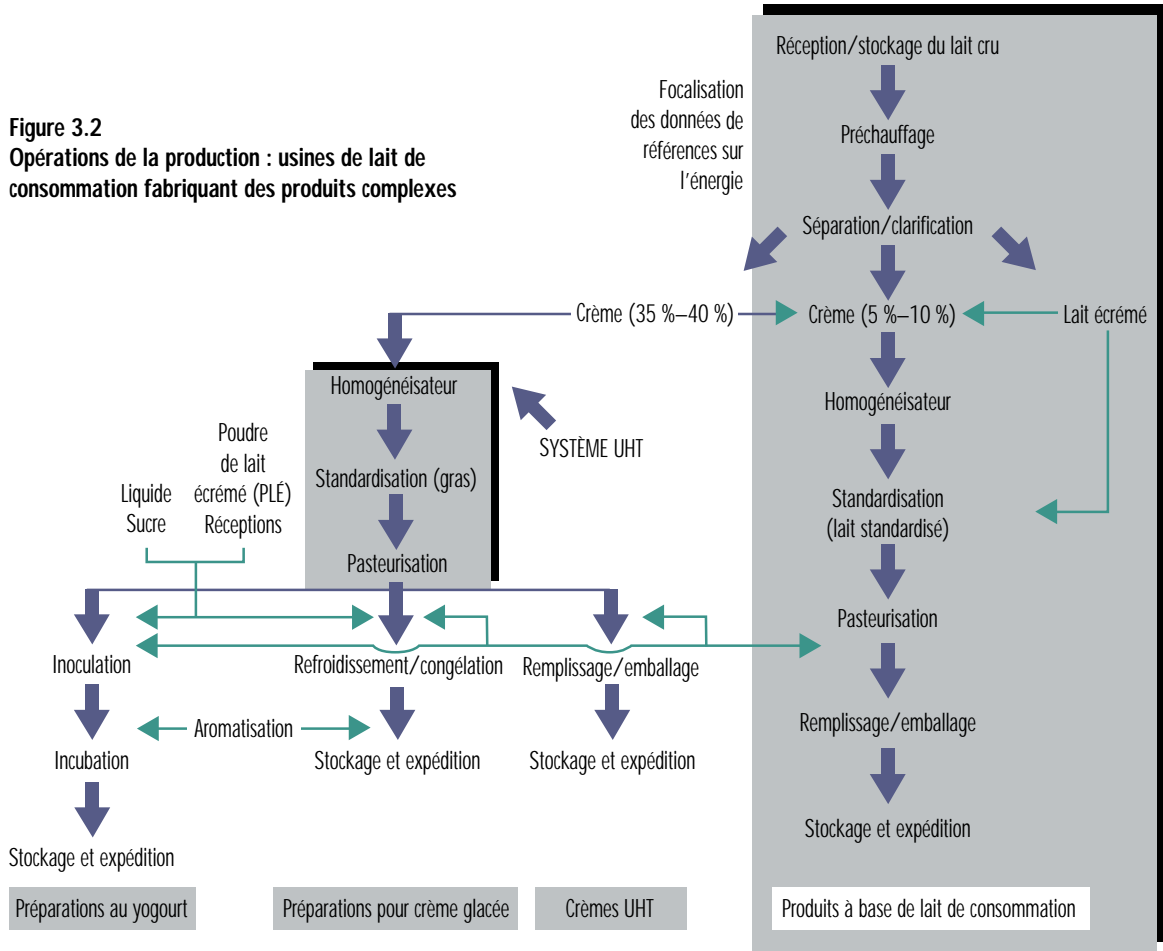 Figure 3.2
Opérations de la production : usines de lait de
consommation fabriquant des produits complexes
Focalisation
des données de
références sur
l'énergie
Réception/stockage du lait cru
Préchauffage
Séparation/clarification
Crème (35 %–40 %)
Crème (5 %–10 %)
Lait écrémé
Homogénéisateur
Standardisation
(lait standardisé)
Pasteurisation
Remplissage/emballage
Stockage et expédition
Homogénéisateur
SYSTÈME UHT
Standardisation (gras)
Pasteurisation
Liquide
Sucre
Poudre
de lait
écrémé (PLÉ)
Réceptions
Inoculation
Refroidissement/congélation
Remplissage/emballage
Aromatisation
Incubation
Stockage et expédition
Stockage et expédition
Stockage et expédition
Préparations au yogourt
Préparations pour crème glacée
Crèmes UHT
Produits à base de lait de consommation